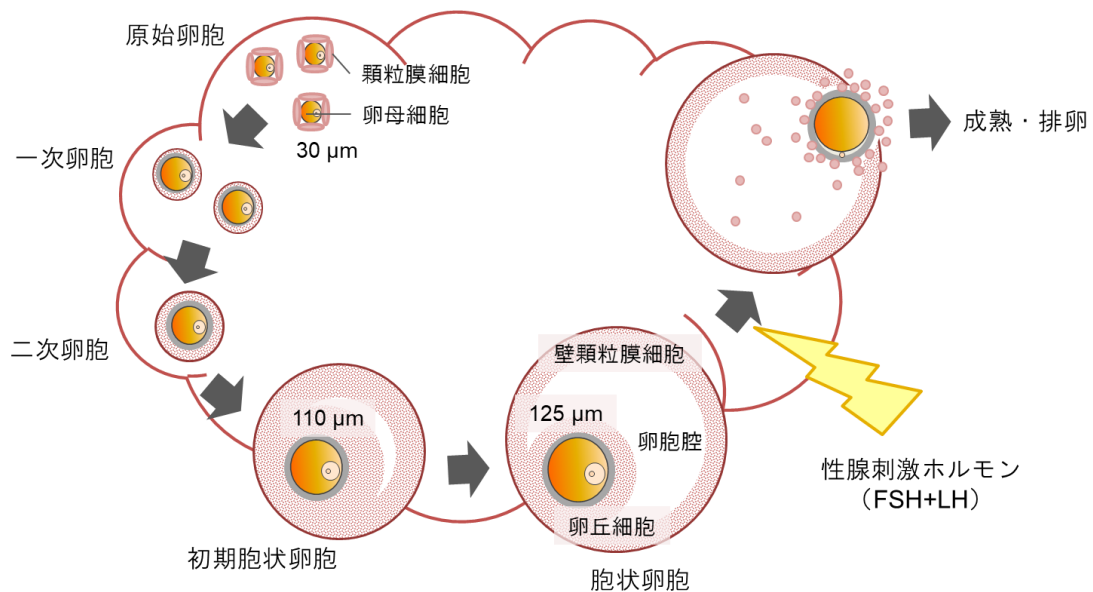 原始卵胞
顆粒膜細胞
卵母細胞
30 μm
一次卵胞
二次卵胞
110 μm
初期胞状卵胞
壁顆粒膜細胞
125 μm
卵胞腔
卵丘細胞
胞状卵胞
性腺刺激ホルモン
（FSH+LH）
成熟・排卵